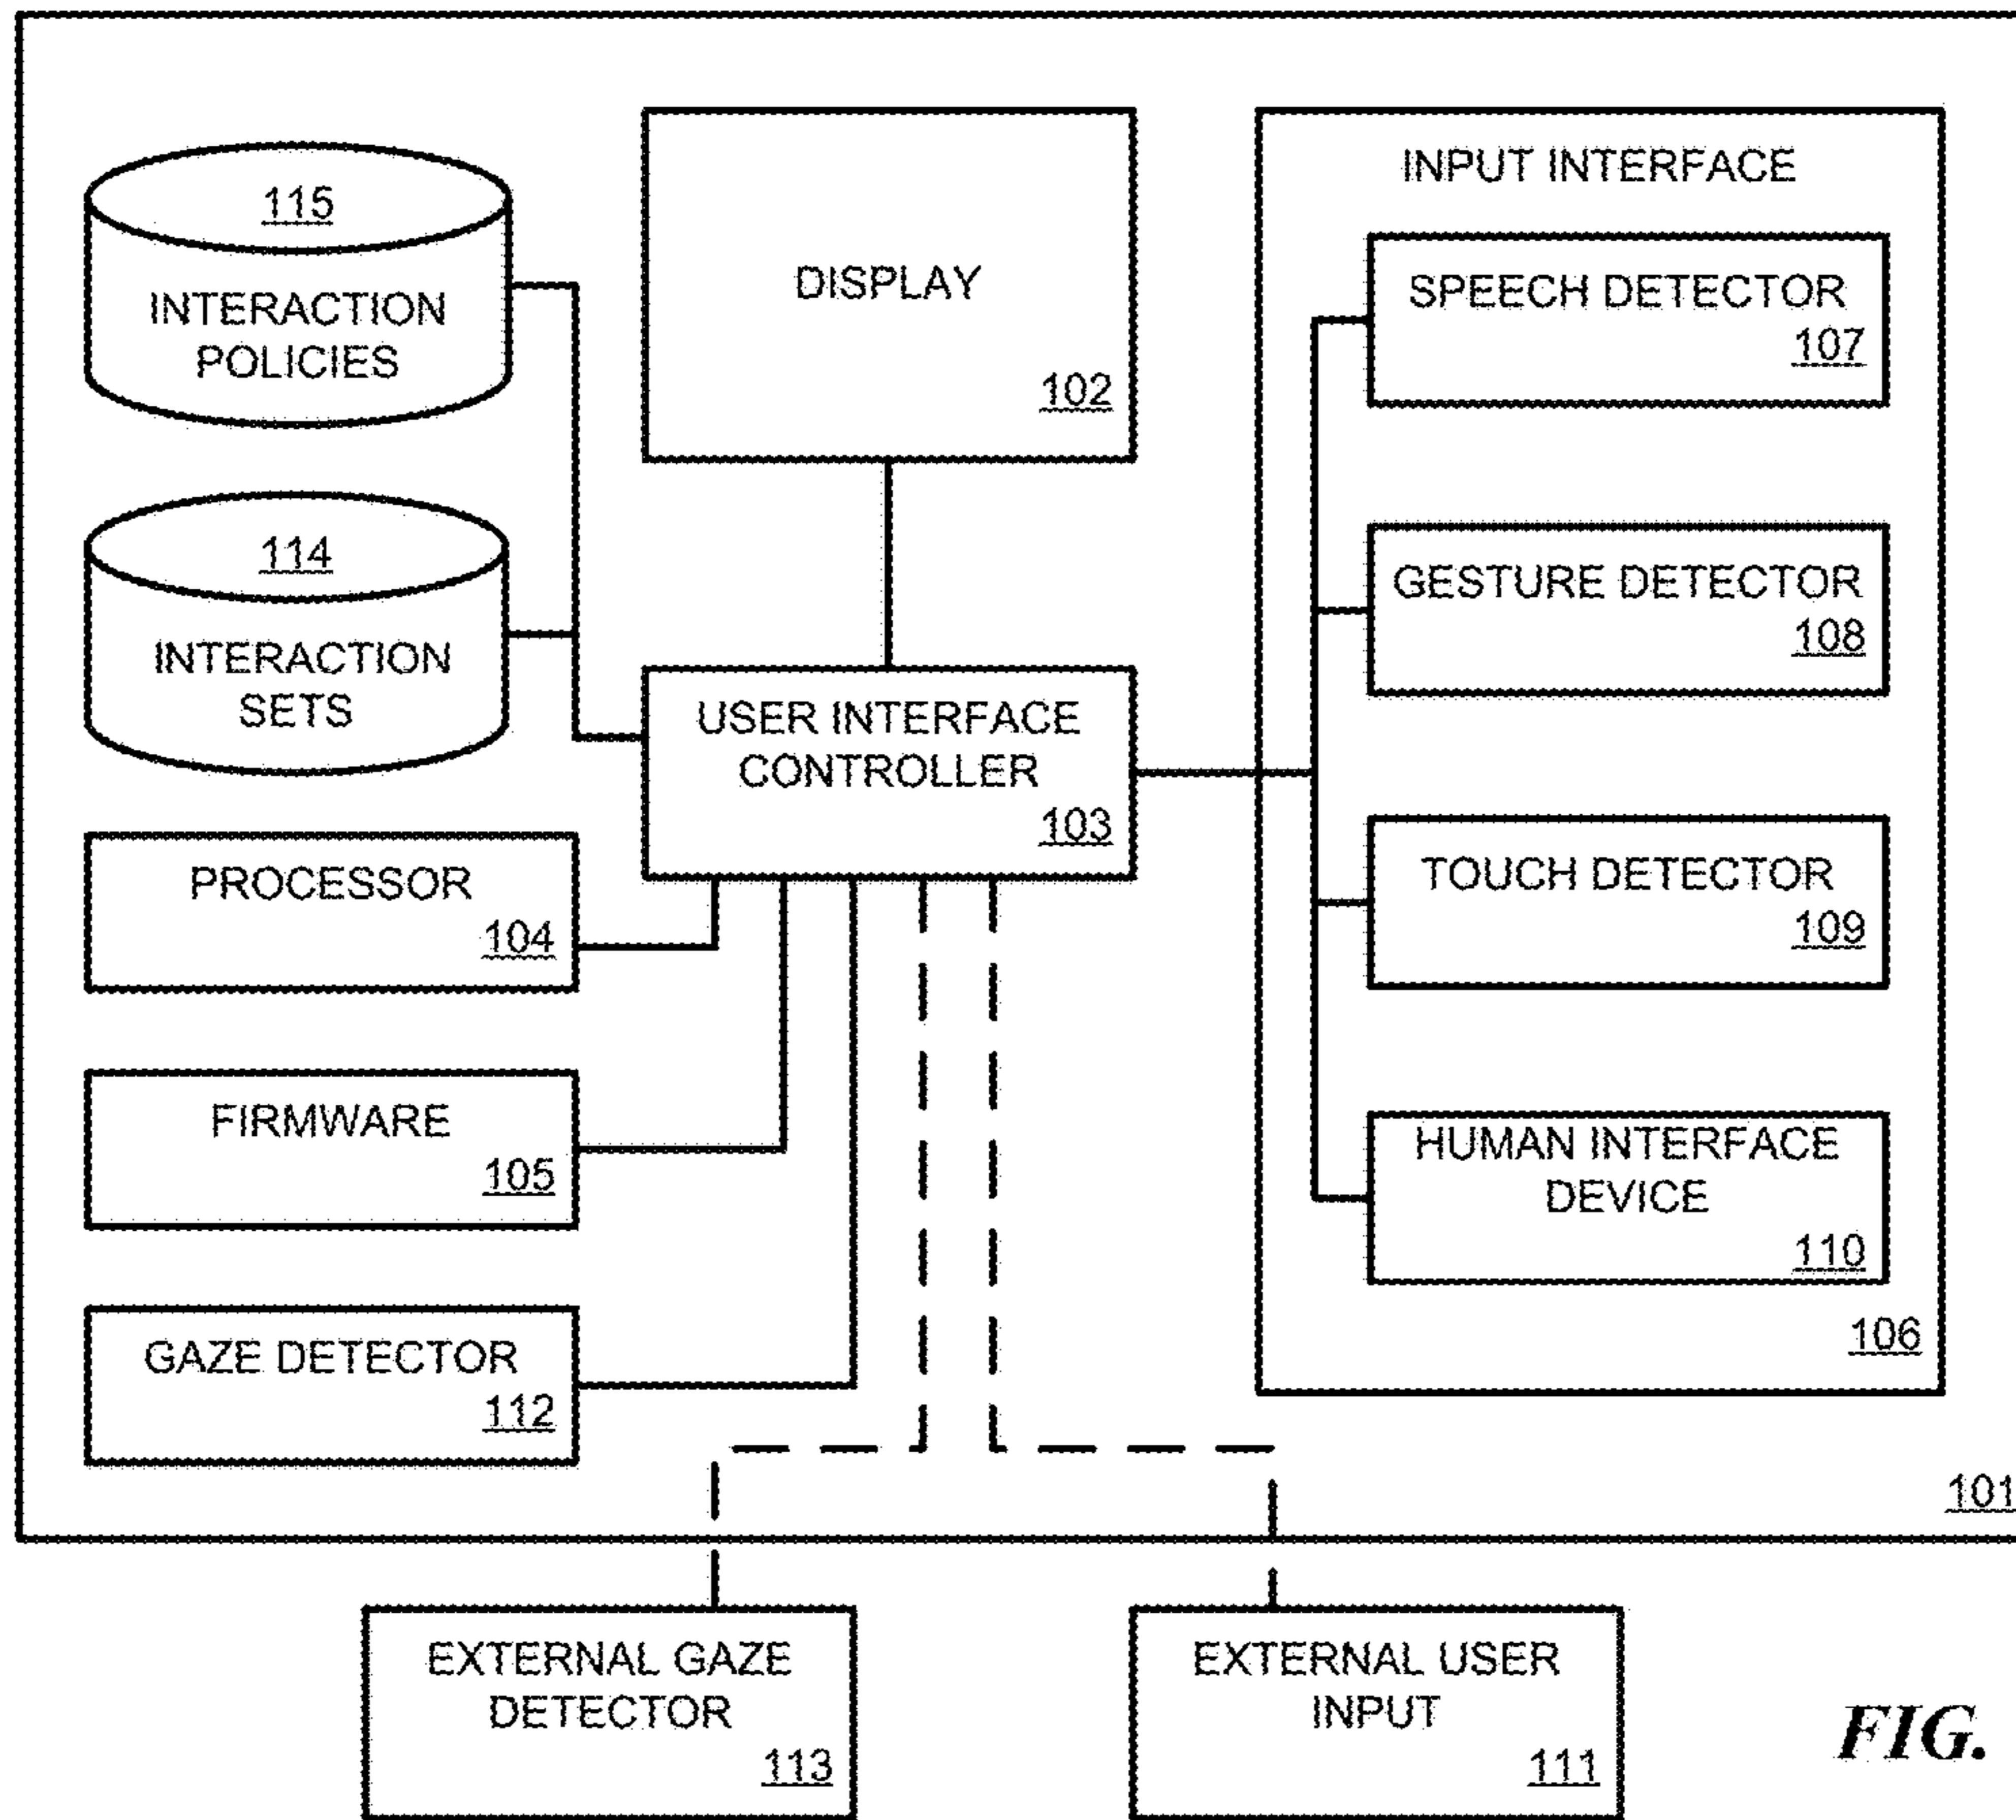 115
INTERACTION
POLICIES
114
INTERACTION
SETS
DISPLAY
102
USER INTERFACE
CONTROLLER
103
PROCESSOR
104
FIRMWARE
105
GAZE DETECTOR
112
INPUT INTERFACE
SPEECH DETECTOR
107
GESTURE DETECTOR
108
TOUCH DETECTOR
109
HUMAN INTERFACE
DEVICE
110
106
101
EXTERNAL GAZE
DETECTOR
113
EXTERNAL USER
INPUT
111
FIG.